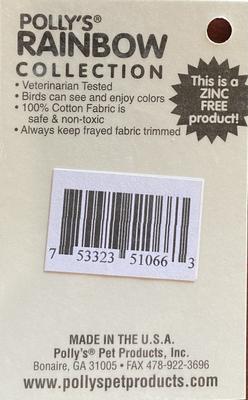 POLLY'S®
RAINBOW
COLLECTION
• Veterinarian Tested
• Birds can see and enjoy colors
• 100% Cotton Fabric is
safe & non-toxic
• Always keep frayed fabric trimmed
This is a
ZINC
FREE
product!
7 53323 51066 3
MADE IN THE U.S.A.
Polly's® Pet Products, Inc.
Bonaire, GA 31005 • FAX 478-922-3696
www.pollyspetproducts.com